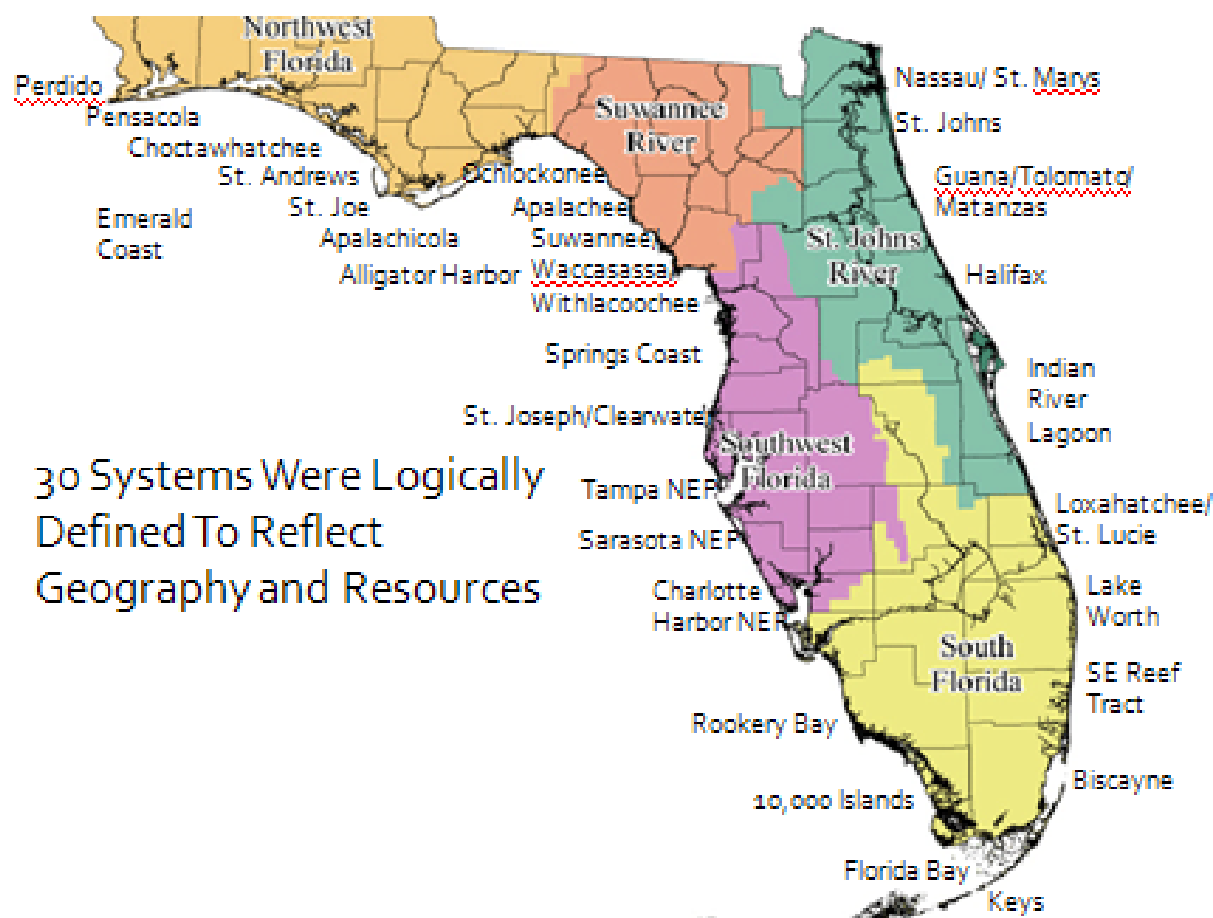 Northwest
Florida
Perdido
Pensacola
Choctawhatchee
St. Andrews
St. Joe
Emerald
Coast
Apalachicola
Alligator Harbor
Ochlockonee
Apalachee
Suwannee/
Waccasassa/
Withlacoochee
Springs Coast
St. Joseph/Clearwater
Tampa NEP
Sarasota NEP
Charlotte
Harbor NEP
Rookery Bay
10,000 Islands
Florida Bay
Keys
Suwannee
River
St. Johns
River
Southwest
Florida
South
Florida
Nassau/ St. Marys
St. Johns
Guana/Tolomato/
Matanzas
Halifax
Indian
River
Lagoon
Loxahatchee/
St. Lucie
Lake
Worth
SE Reef
Tract
Biscayne
30 Systems Were Logically
Defined To Reflect
Geography and Resources